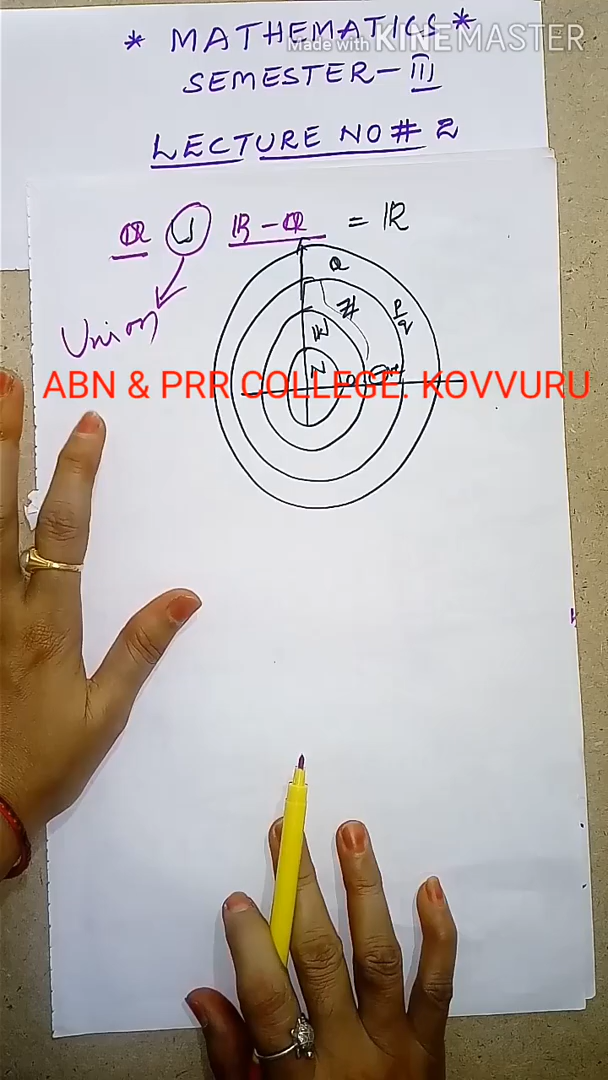 * MATHEMATICS *
Made with KINEMASTER
SEMESTER - III
LECTURE NO # 2
Q ∪ R - Q = R
Union
Q
Z
P/q
W
N
ABN & PRR COLLEGE. KOVVURU